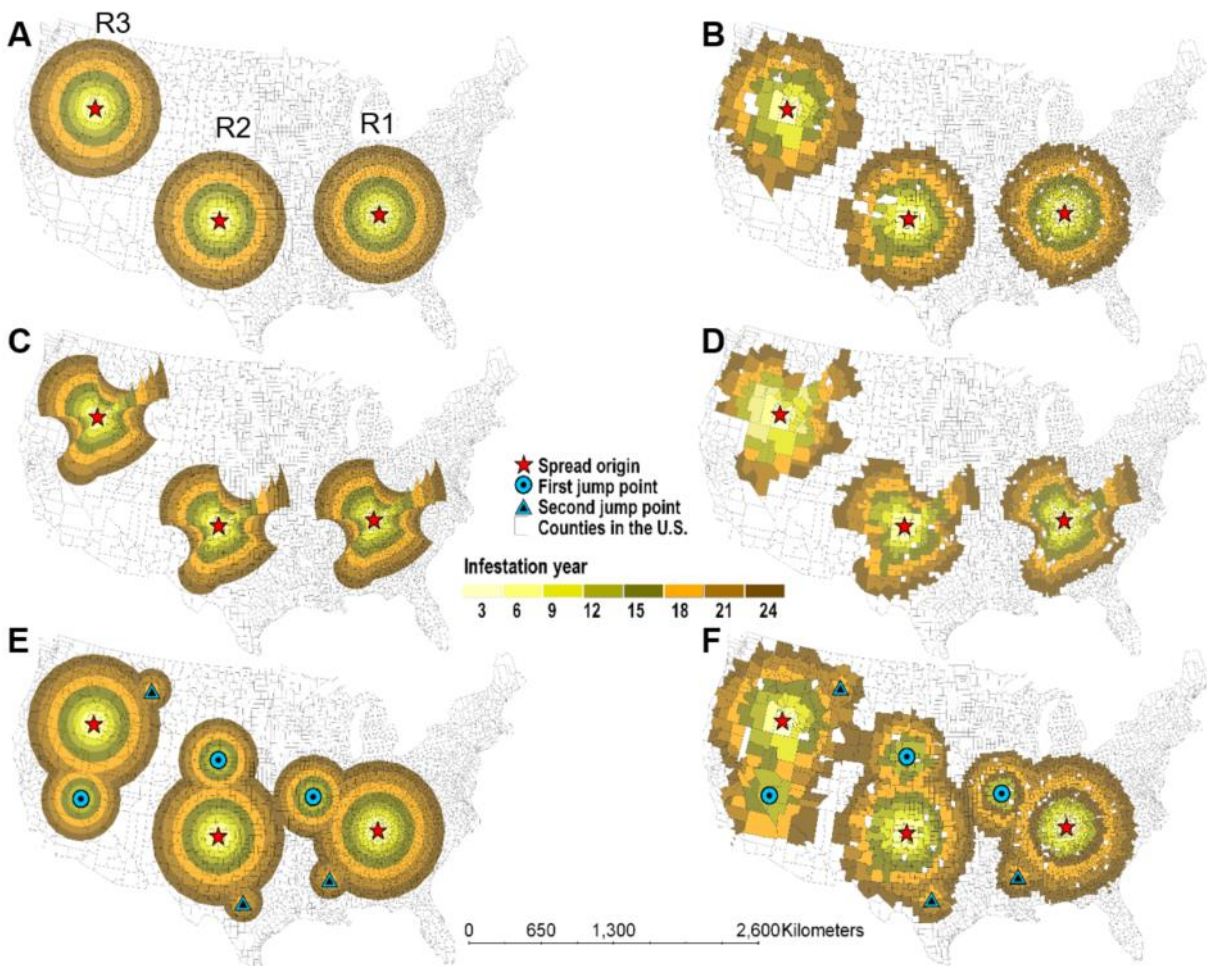 A
R3
R2
R1
B
C
D
Spread origin
First jump point
Second jump point
Counties in the U.S.
Infestation year
3 6 9 12 15 18 21 24
E
F
0 650 1,300 2,600Kilometers